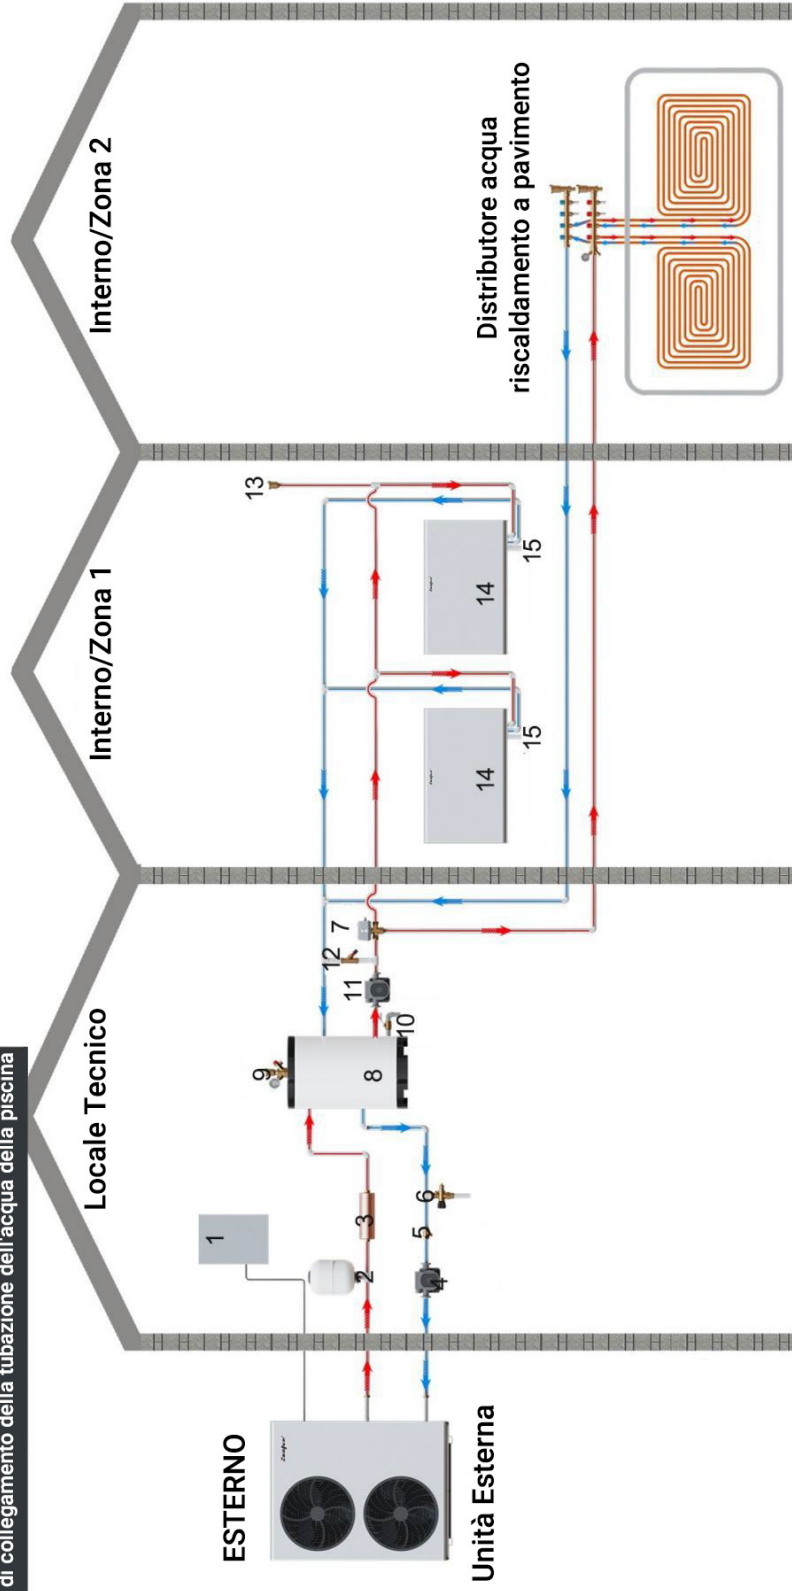 di collegamento della tubazione dell'acqua della piscina
ESTERNO
Unità Esterna
Locale Tecnico
1
2
3
4
5
6
7
8
9
10
11
12
Interno/Zona 1
13
14
15
14
15
Interno/Zona 2
Distributore acqua
riscaldamento a pavimento